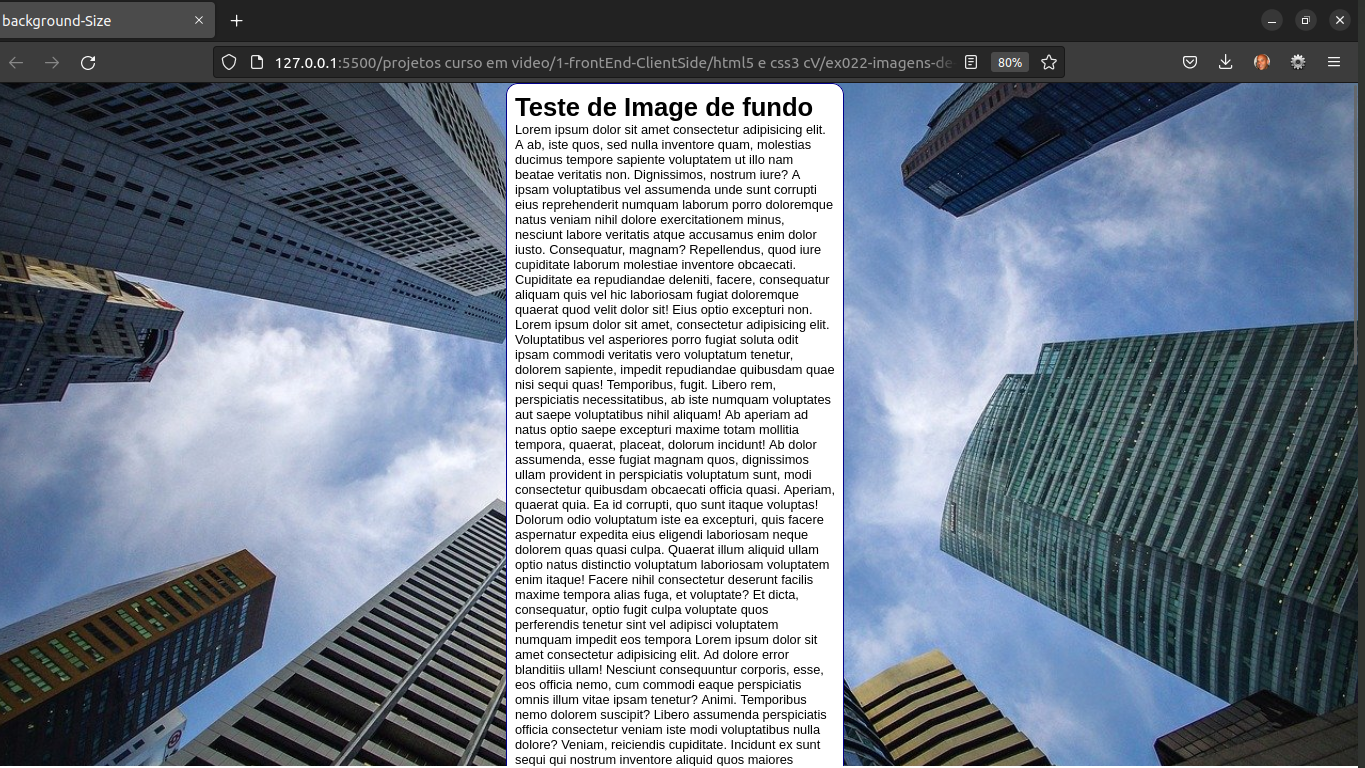 background-Size
127.0.0.1:5500/projetos curso em video/1-frontEnd-ClientSide/html5 e css3 cV/ex022-imagens-de
80%
Teste de Image de fundo
Lorem ipsum dolor sit amet consectetur adipisicing elit.
A ab, iste quos, sed nulla inventore quam, molestias
ducimus tempore sapiente voluptatem ut illo nam
beatae veritatis non. Dignissimos, nostrum iure? A
ipsam voluptatibus vel assumenda unde sunt corrupti
eius reprehenderit numquam laborum porro doloremque
natus veniam nihil dolore exercitationem minus,
nesciunt labore veritatis atque accusamus enim dolor
iusto. Consequatur, magnam? Repellendus, quod iure
cupiditate laborum molestiae inventore obcaecati.
Cupiditate ea repudiandae deleniti, facere, consequatur
aliquam quis vel hic laboriosam fugiat doloremque
quaerat quod velit dolor sit! Eius optio excepturi non.
Lorem ipsum dolor sit amet, consectetur adipisicing elit.
Voluptatibus vel asperiores porro fugiat soluta odit
ipsam commodi veritatis vero voluptatum tenetur,
dolorem sapiente, impedit repudiandae quibusdam quae
nisi sequi quas! Temporibus, fugit. Libero rem,
perspiciatis necessitatibus, ab iste numquam voluptates
aut saepe voluptatibus nihil aliquam! Ab aperiam ad
natus optio saepe excepturi maxime totam mollitia
tempora, quaerat, placeat, dolorum incidunt! Ab dolor
assumenda, esse fugiat magnam quos, dignissimos
ullam provident in perspiciatis voluptatum sunt, modi
consectetur quibusdam obcaecati officia quasi. Aperiam,
quaerat quia. Ea id corrupti, quo sunt itaque voluptas!
Dolorum odio voluptatum iste ea excepturi, quis facere
aspernatur expedita eius eligendi laboriosam neque
dolorem quas quasi culpa. Quaerat illum aliquid ullam
optio natus distinctio voluptatum laboriosam voluptatem
enim itaque! Facere nihil consectetur deserunt facilis
maxime tempora alias fuga, et voluptate? Et dicta,
consequatur, optio fugit culpa voluptate quos
perferendis tenetur sint vel adipisci voluptatem
numquam impedit eos tempora Lorem ipsum dolor sit
amet consectetur adipisicing elit. Ad dolore error
blanditiis ullam! Nesciunt consequuntur corporis, esse,
eos officia nemo, cum commodi eaque perspiciatis
omnis illum vitae ipsam tenetur? Animi. Temporibus
nemo dolorem suscipit? Libero assumenda perspiciatis
officia consectetur veniam iste modi voluptatibus nulla
dolore? Veniam, reiciendis cupiditate. Incidunt ex sunt
sequi qui nostrum inventore aliquid quos maiores